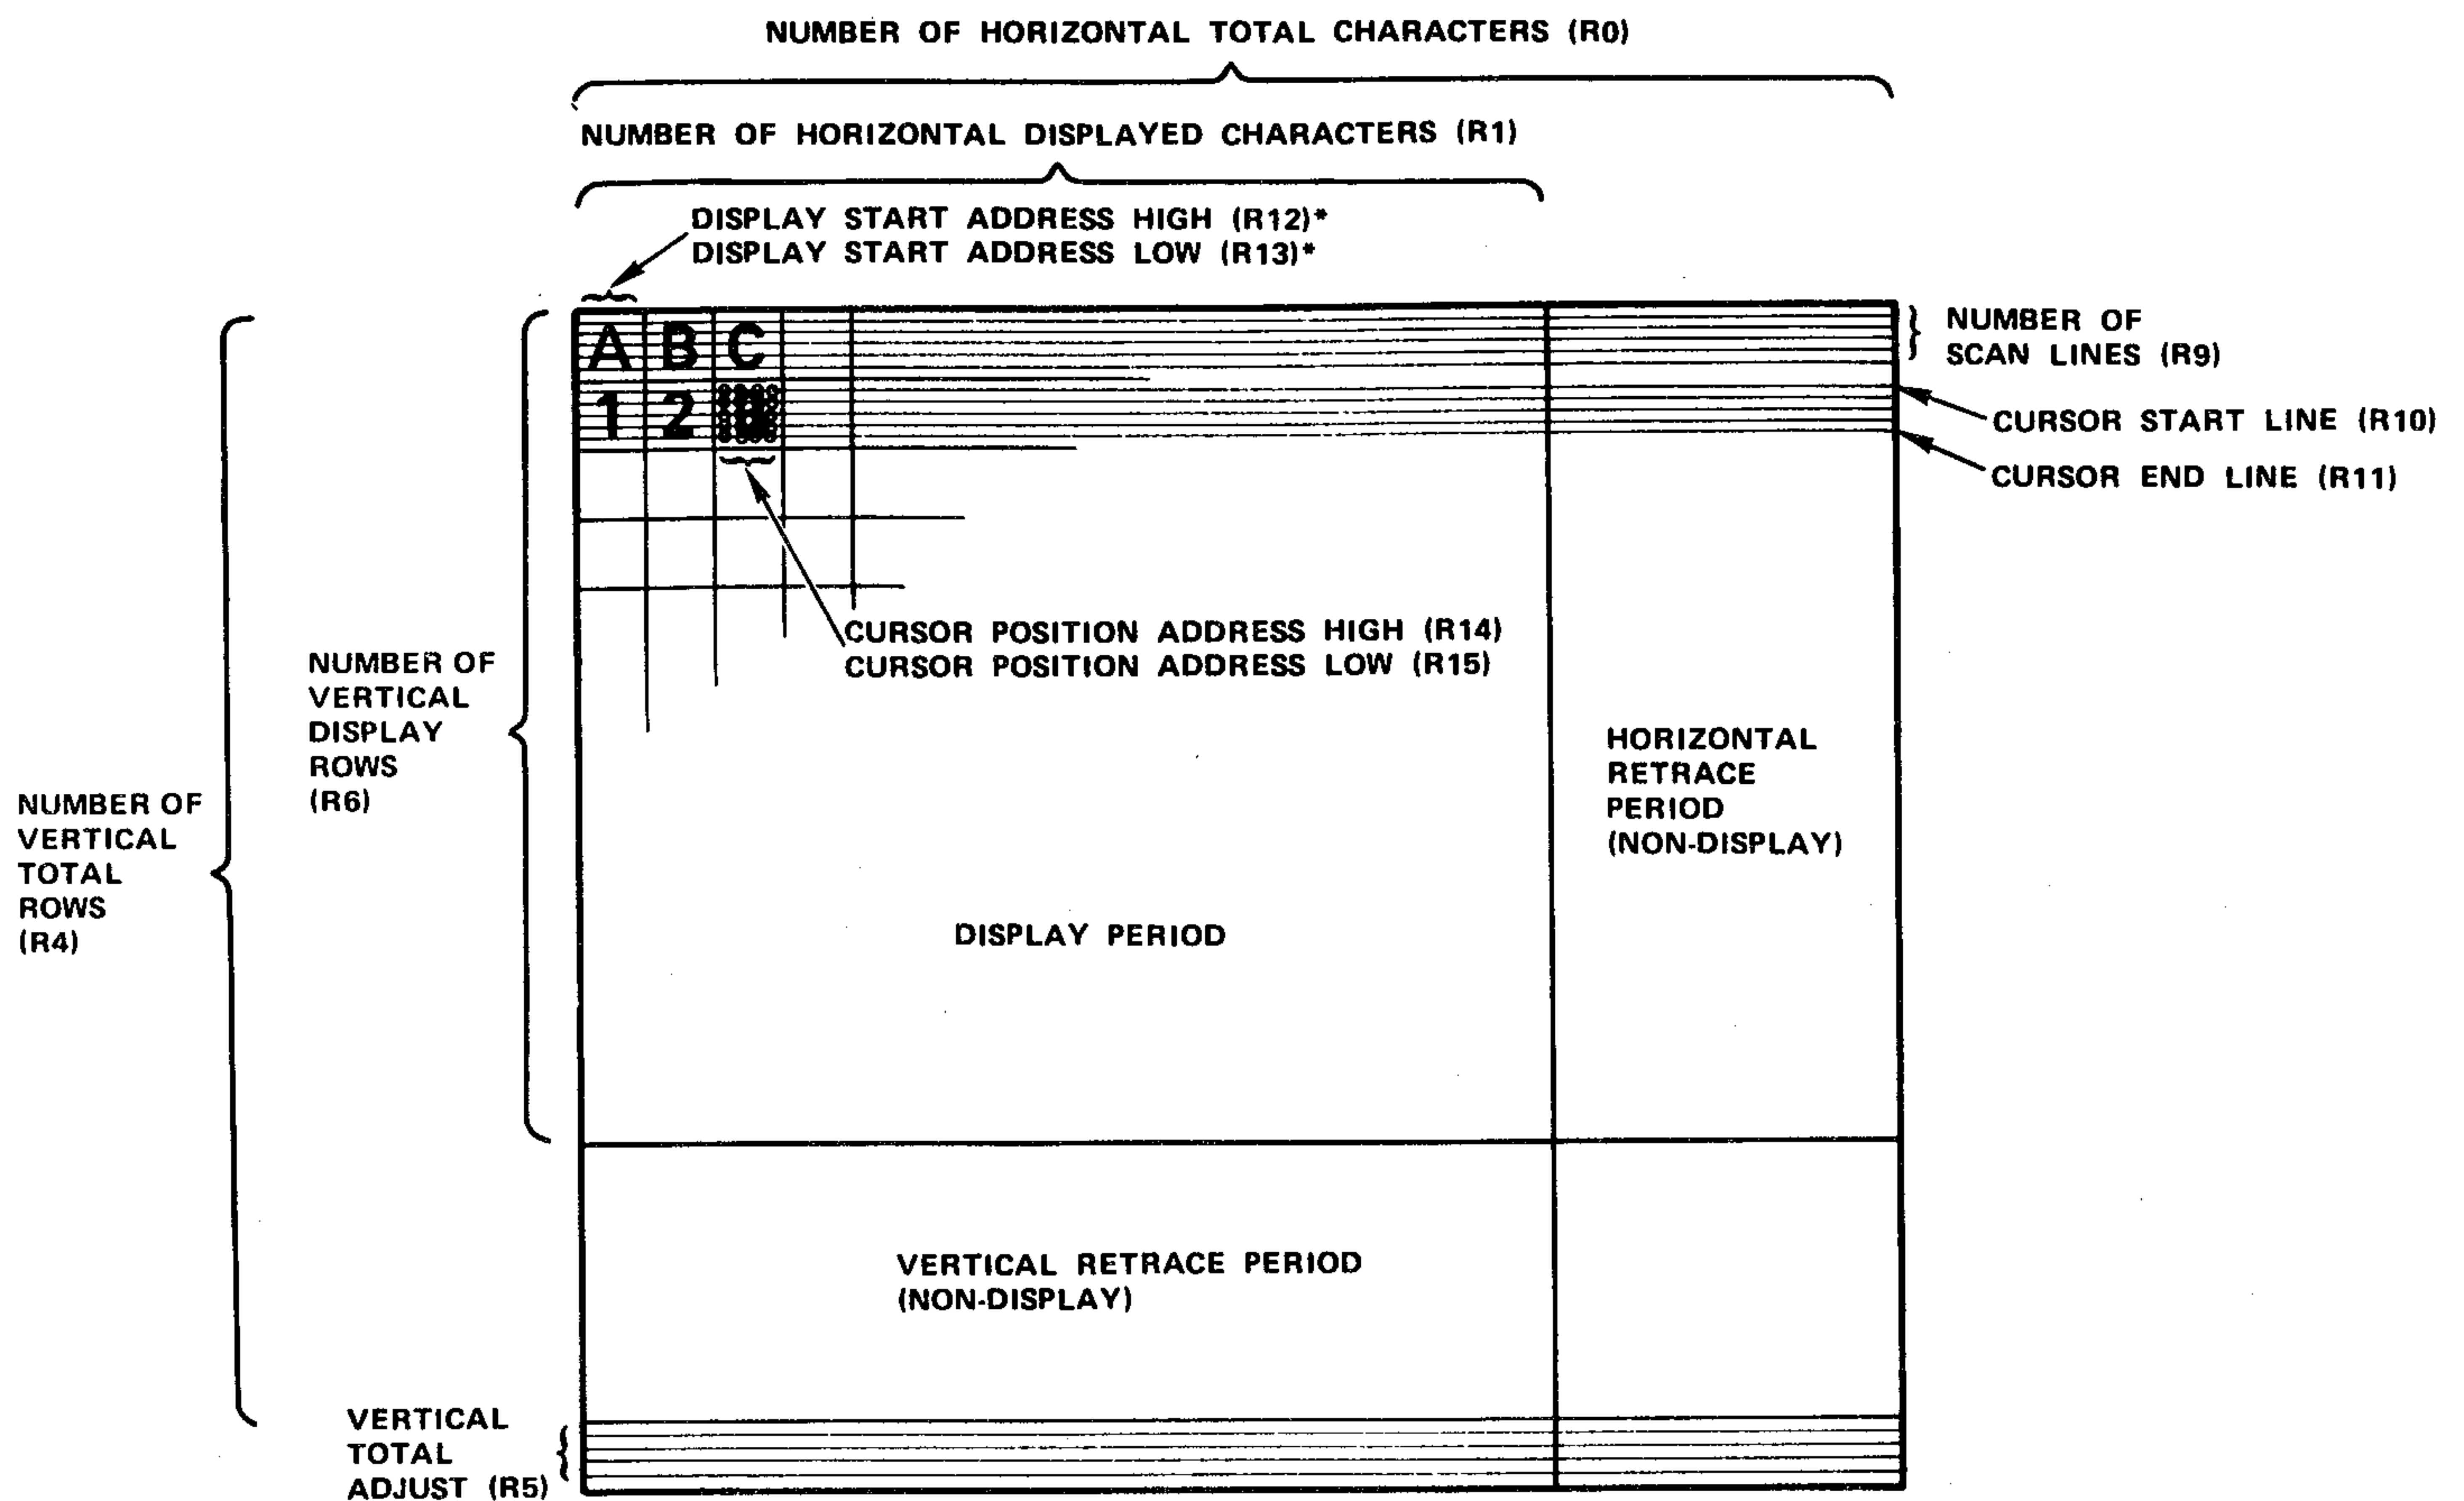 NUMBER OF HORIZONTAL TOTAL CHARACTERS (R0)
NUMBER OF HORIZONTAL DISPLAYED CHARACTERS (R1)
DISPLAY START ADDRESS HIGH (R12)*
DISPLAY START ADDRESS LOW (R13)*
A B C
1 2
NUMBER OF
SCAN LINES (R9)
CURSOR START LINE (R10)
CURSOR END LINE (R11)
CURSOR POSITION ADDRESS HIGH (R14)
CURSOR POSITION ADDRESS LOW (R15)
NUMBER OF
VERTICAL
DISPLAY
ROWS
(R6)
NUMBER OF
VERTICAL
TOTAL
ROWS
(R4)
HORIZONTAL
RETRACE
PERIOD
(NON-DISPLAY)
DISPLAY PERIOD
VERTICAL RETRACE PERIOD
(NON-DISPLAY)
VERTICAL
TOTAL
ADJUST (R5)